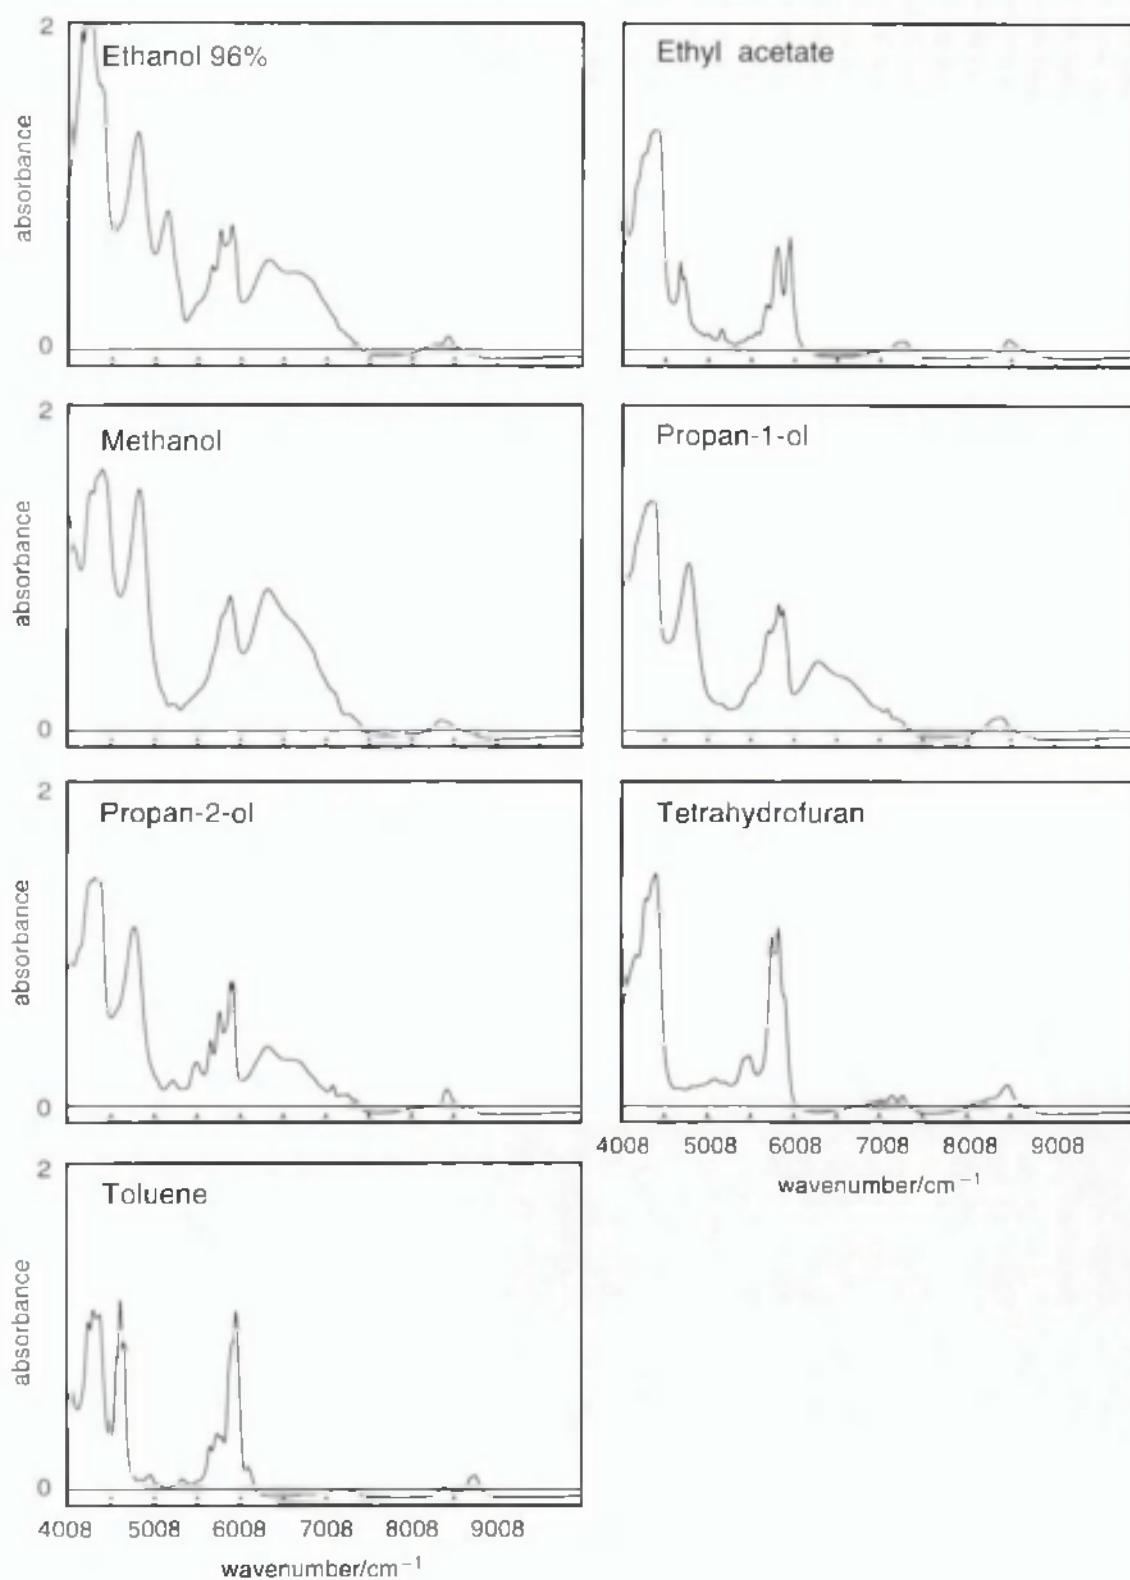 2
Ethanol 96%
absorbance
0
Ethyl acetate
2
Methanol
absorbance
0
Propan-1-ol
2
Propan-2-ol
absorbance
0
Tetrahydrofuran
4008 5008 6008 7008 8008 9008
wavenumber/cm⁻¹
2
Toluene
absorbance
0
4008 5008 6008 7008 8008 9008
wavenumber/cm⁻¹